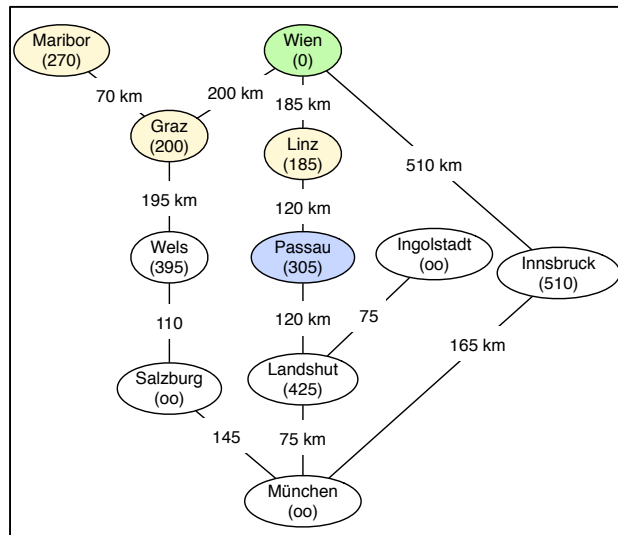 Maribor
(270)
Wien
(0)
70 km
200 km
185 km
Graz
(200)
Linz
(185)
510 km
195 km
120 km
Wels
(395)
Passau
(305)
Ingolstadt
(oo)
Innsbruck
(510)
110
120 km
75
165 km
Salzburg
(oo)
Landshut
(425)
145
75 km
München
(oo)